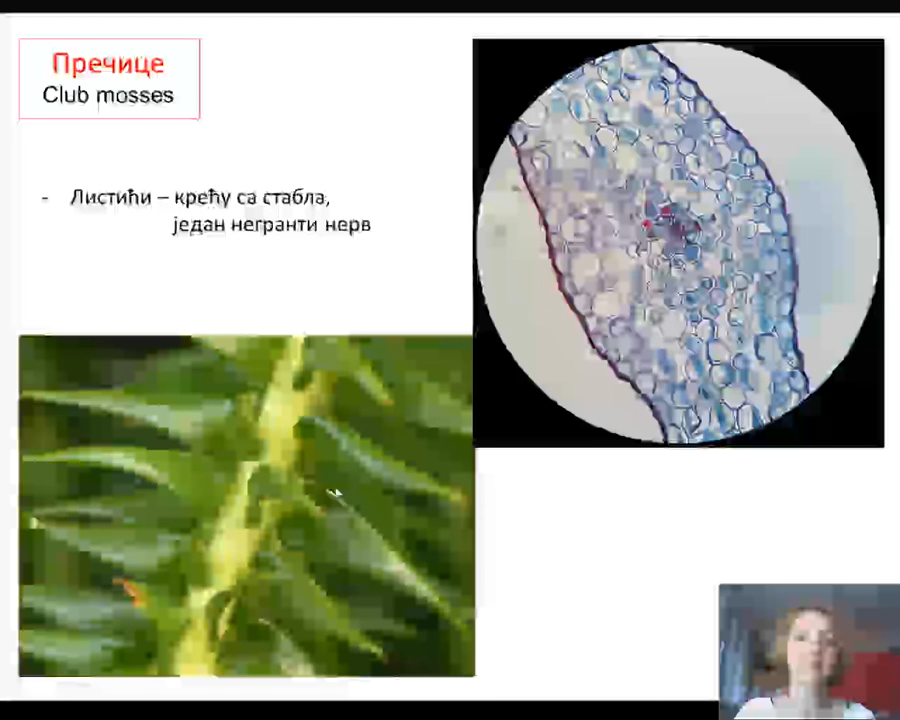 Пречице
Club mosses
- Листићи – крећу са стабла,
један негранти нерв